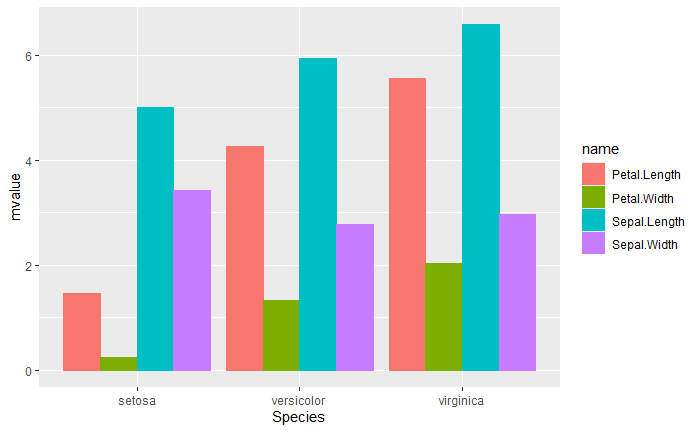 mvalue
6
4
2
0
setosa
versicolor
virginica
Species
name
Petal.Length
Petal.Width
Sepal.Length
Sepal.Width